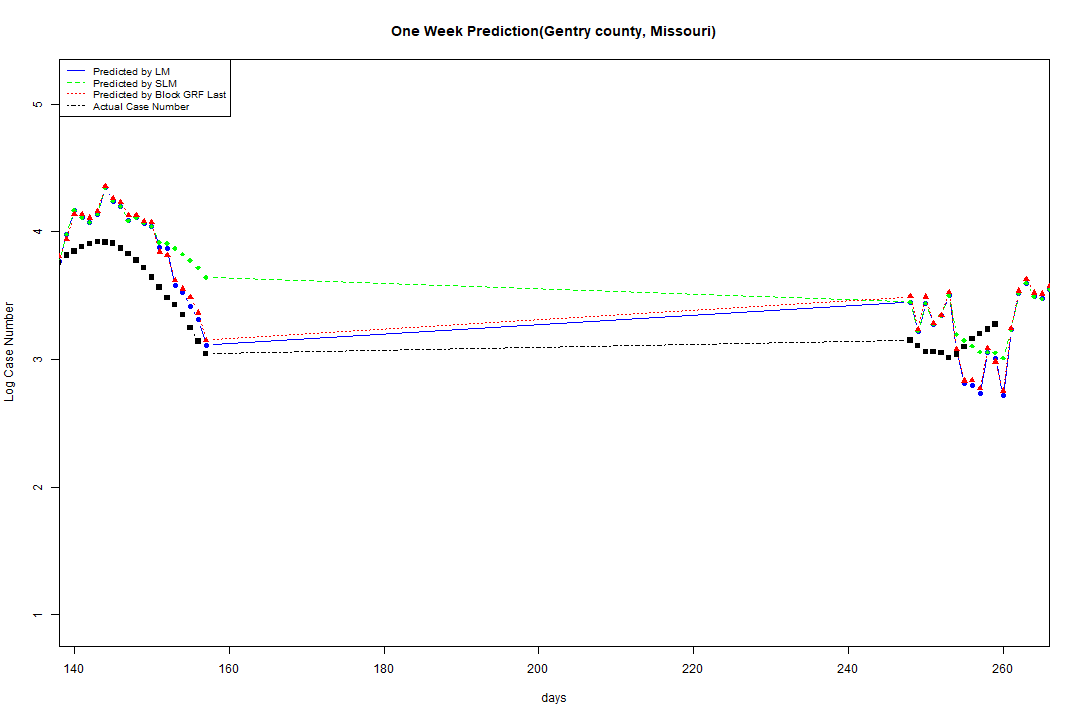 One Week Prediction(Gentry county, Missouri)
Predicted by LM
Predicted by SLM
Predicted by Block GRF Last
Actual Case Number
5
4
3
2
1
Log Case Number
140 160 180 200 220 240 260
days